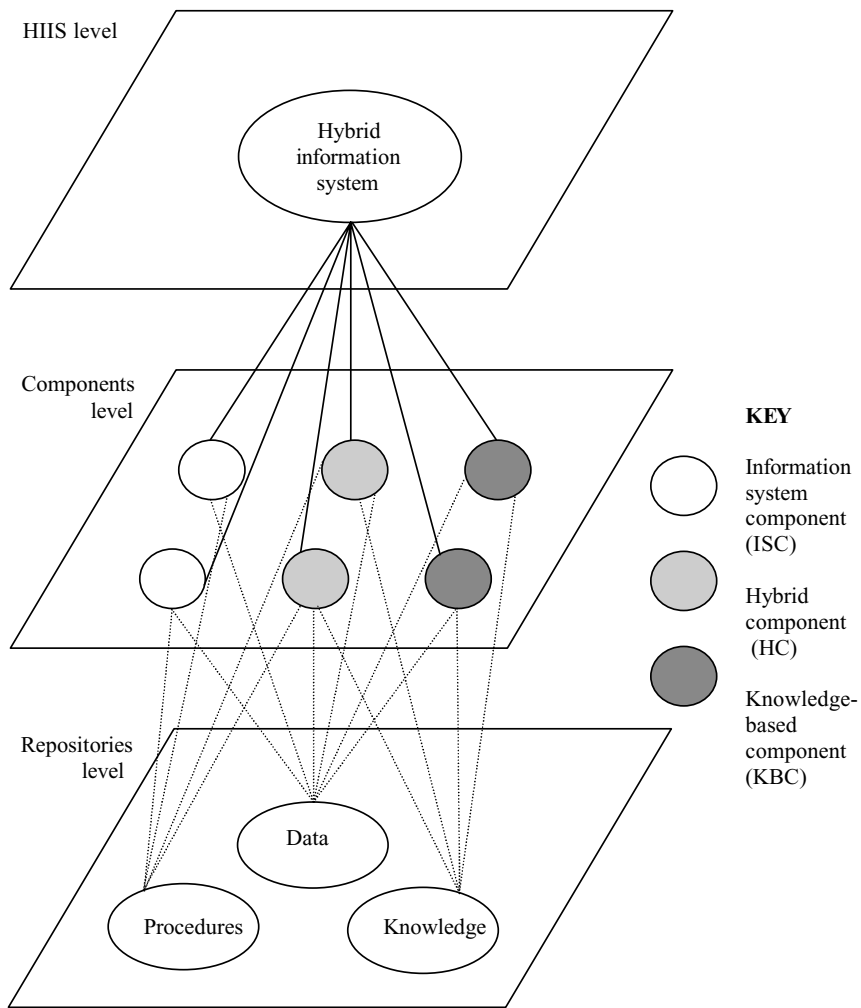 HIIS level
Hybrid
information
system
Components
level
KEY
Information
system
component
(ISC)
Hybrid
component
(HC)
Knowledge-
based
component
(KBC)
Repositories
level
Data
Procedures
Knowledge